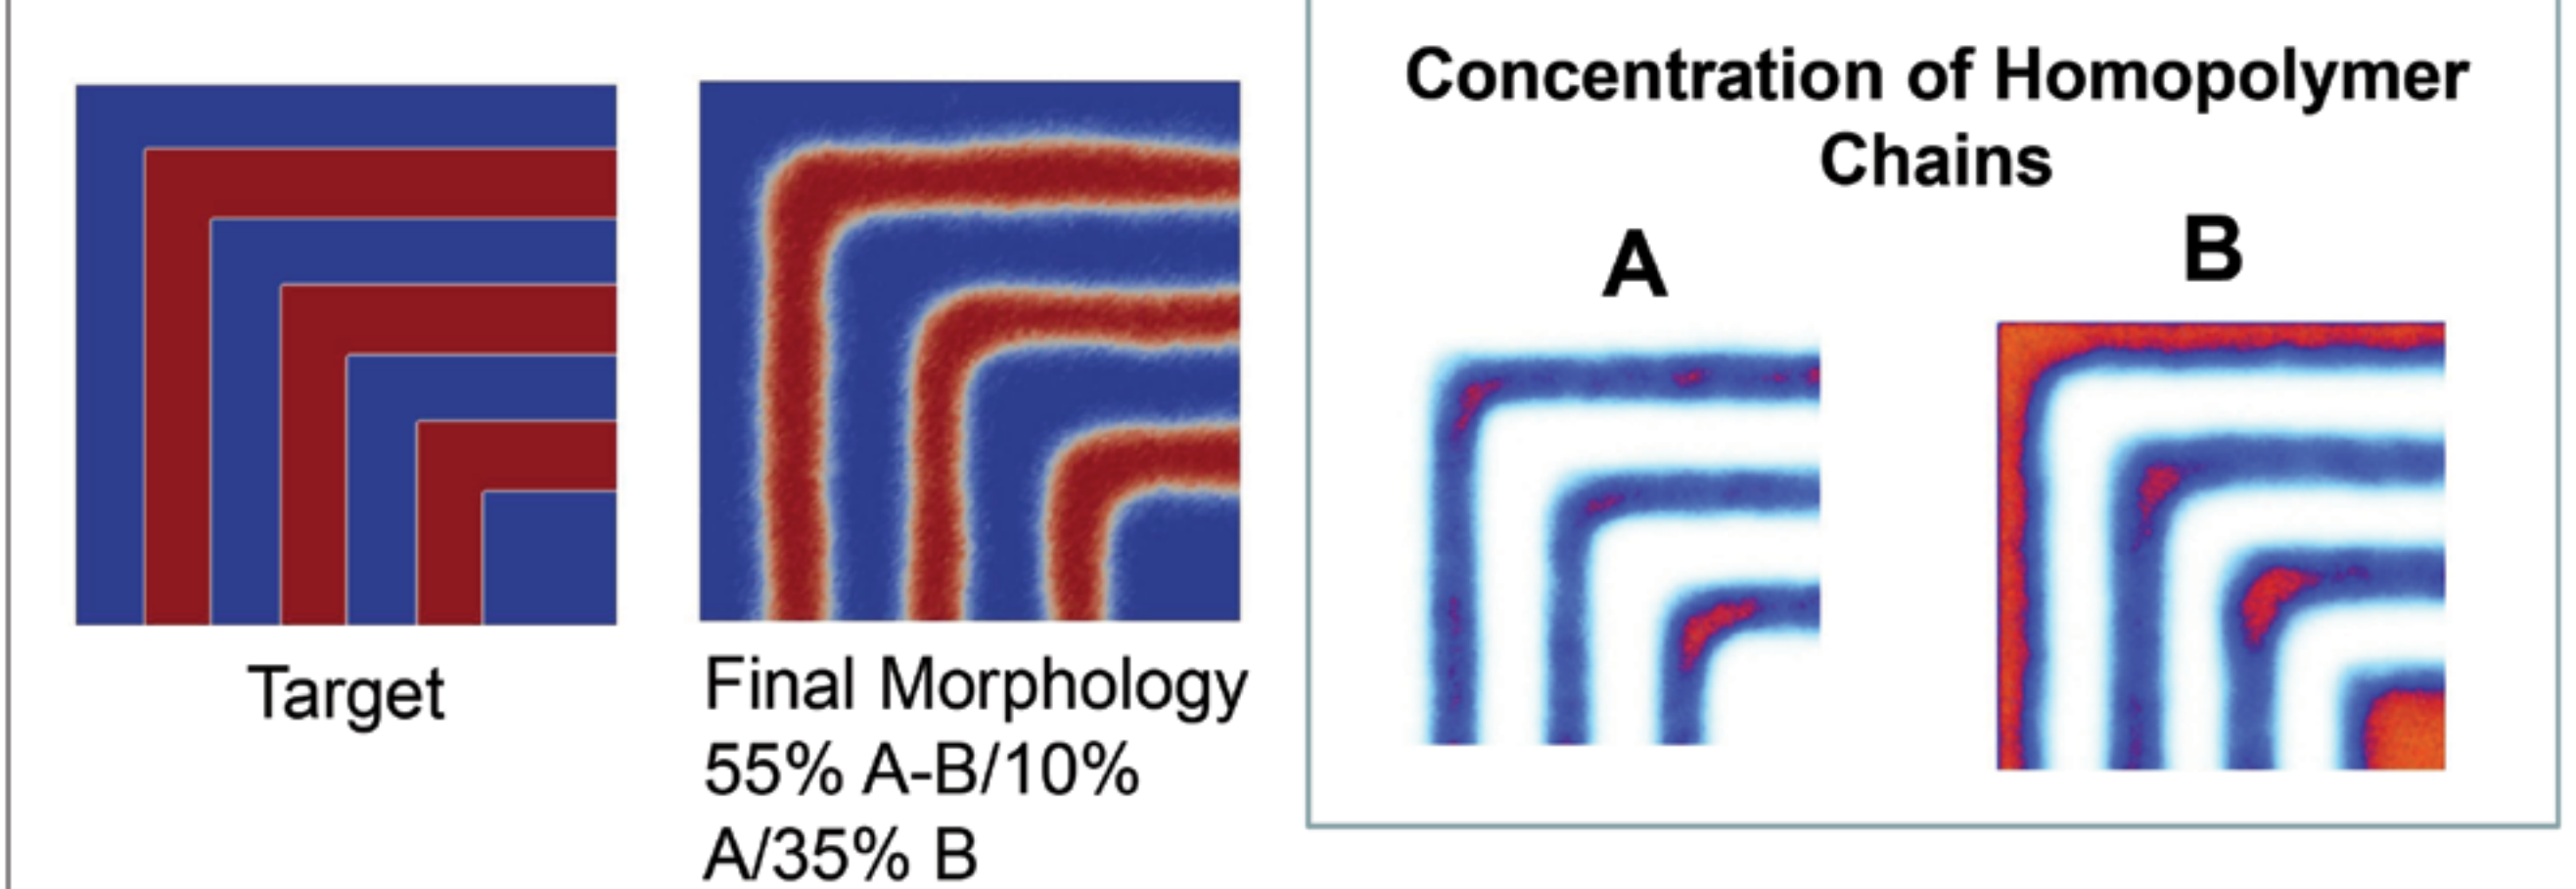 Target
Final Morphology
55% A-B/10%
A/35% B
Concentration of Homopolymer
Chains
A
B